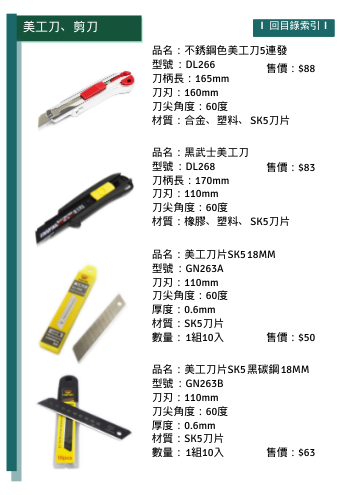 美工刀、剪刀
I 回目錄索引 I
品名：不銹鋼色美工刀5連發
型號：DL266
售價：$88
刀柄長：165mm
刀刃：160mm
刀尖角度：60度
材質：合金、塑料、SK5刀片
品名：黑武士美工刀
型號：DL268
售價：$83
刀柄長：170mm
刀刃：110mm
刀尖角度：60度
材質：橡膠、塑料、SK5刀片
品名：美工刀片SK518MM
型號：GN263A
刀刃：110mm
刀尖角度：60度
厚度：0.6mm
材質：SK5刀片
數量：1組10入 售價：$50
品名：美工刀片SK5黑碳鋼18MM
型號：GN263B
刀刃：110mm
刀尖角度：60度
厚度：0.6mm
材質：SK5刀片
數量：1組10入 售價：$63